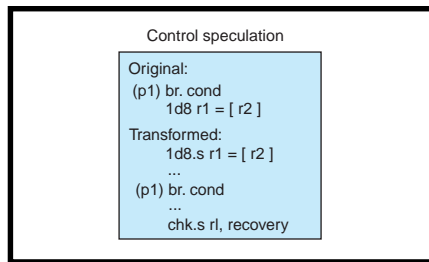 Control speculation
Original:
(p1) br. cond
1d8 r1 = [ r2 ]
Transformed:
1d8.s r1 = [ r2 ]
...
(p1) br. cond
...
chk.s rl, recovery